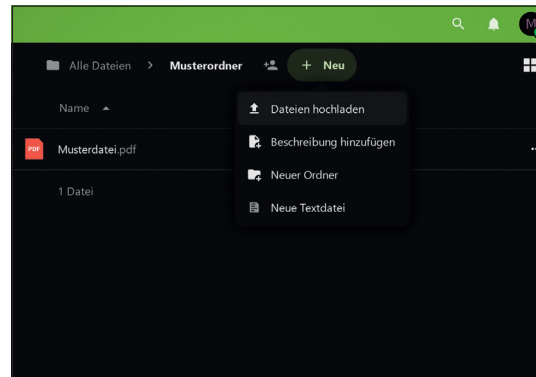 M
Alle Dateien > Musterordner + Neu
Name
Dateien hochladen
PDF Musterdatei.pdf
Beschreibung hinzufügen
Neuer Ordner
1 Datei
Neue Textdatei